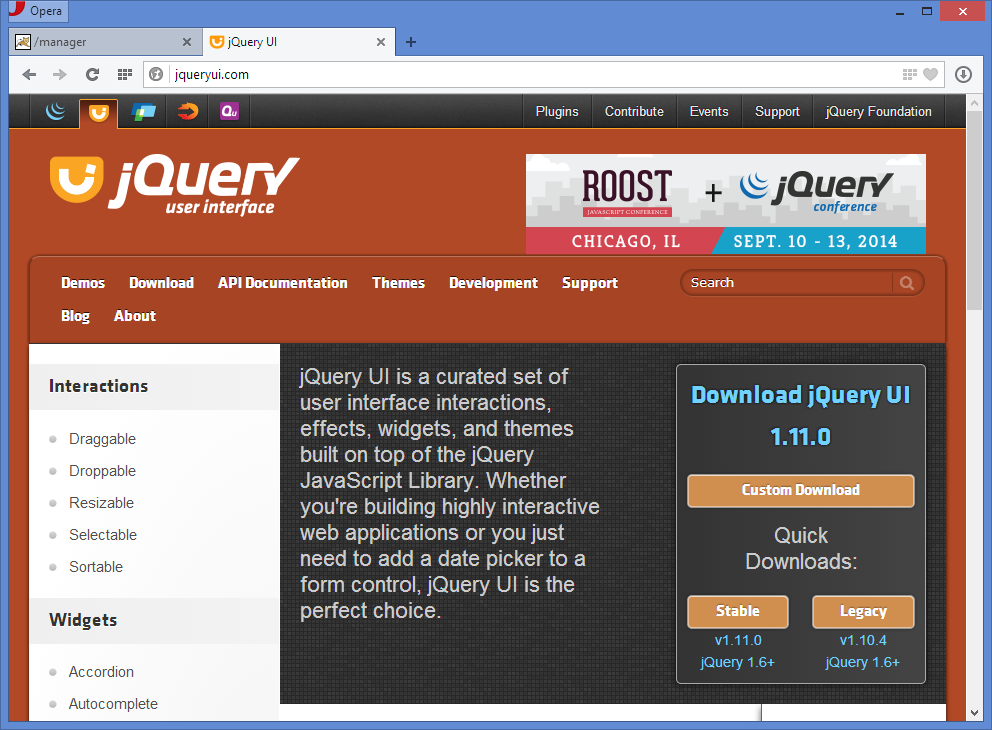 Opera
/manager
jQuery UI
jqueryui.com
Qu
Plugins
Contribute
Events
Support
jQuery Foundation
jQuery
user interface
ROOST
JAVASCRIPT CONFERENCE
+
jQuery
conference
CHICAGO, IL
SEPT. 10 - 13, 2014
Demos
Download
API Documentation
Themes
Development
Support
Search
Blog
About
Interactions
Draggable
Droppable
Resizable
Selectable
Sortable
Widgets
Accordion
Autocomplete
jQuery UI is a curated set of
user interface interactions,
effects, widgets, and themes
built on top of the jQuery
JavaScript Library. Whether
you're building highly interactive
web applications or you just
need to add a date picker to a
form control, jQuery UI is the
perfect choice.
Download jQuery UI
1.11.0
Custom Download
Quick
Downloads:
Stable
v1.11.0
jQuery 1.6+
Legacy
v1.10.4
jQuery 1.6+